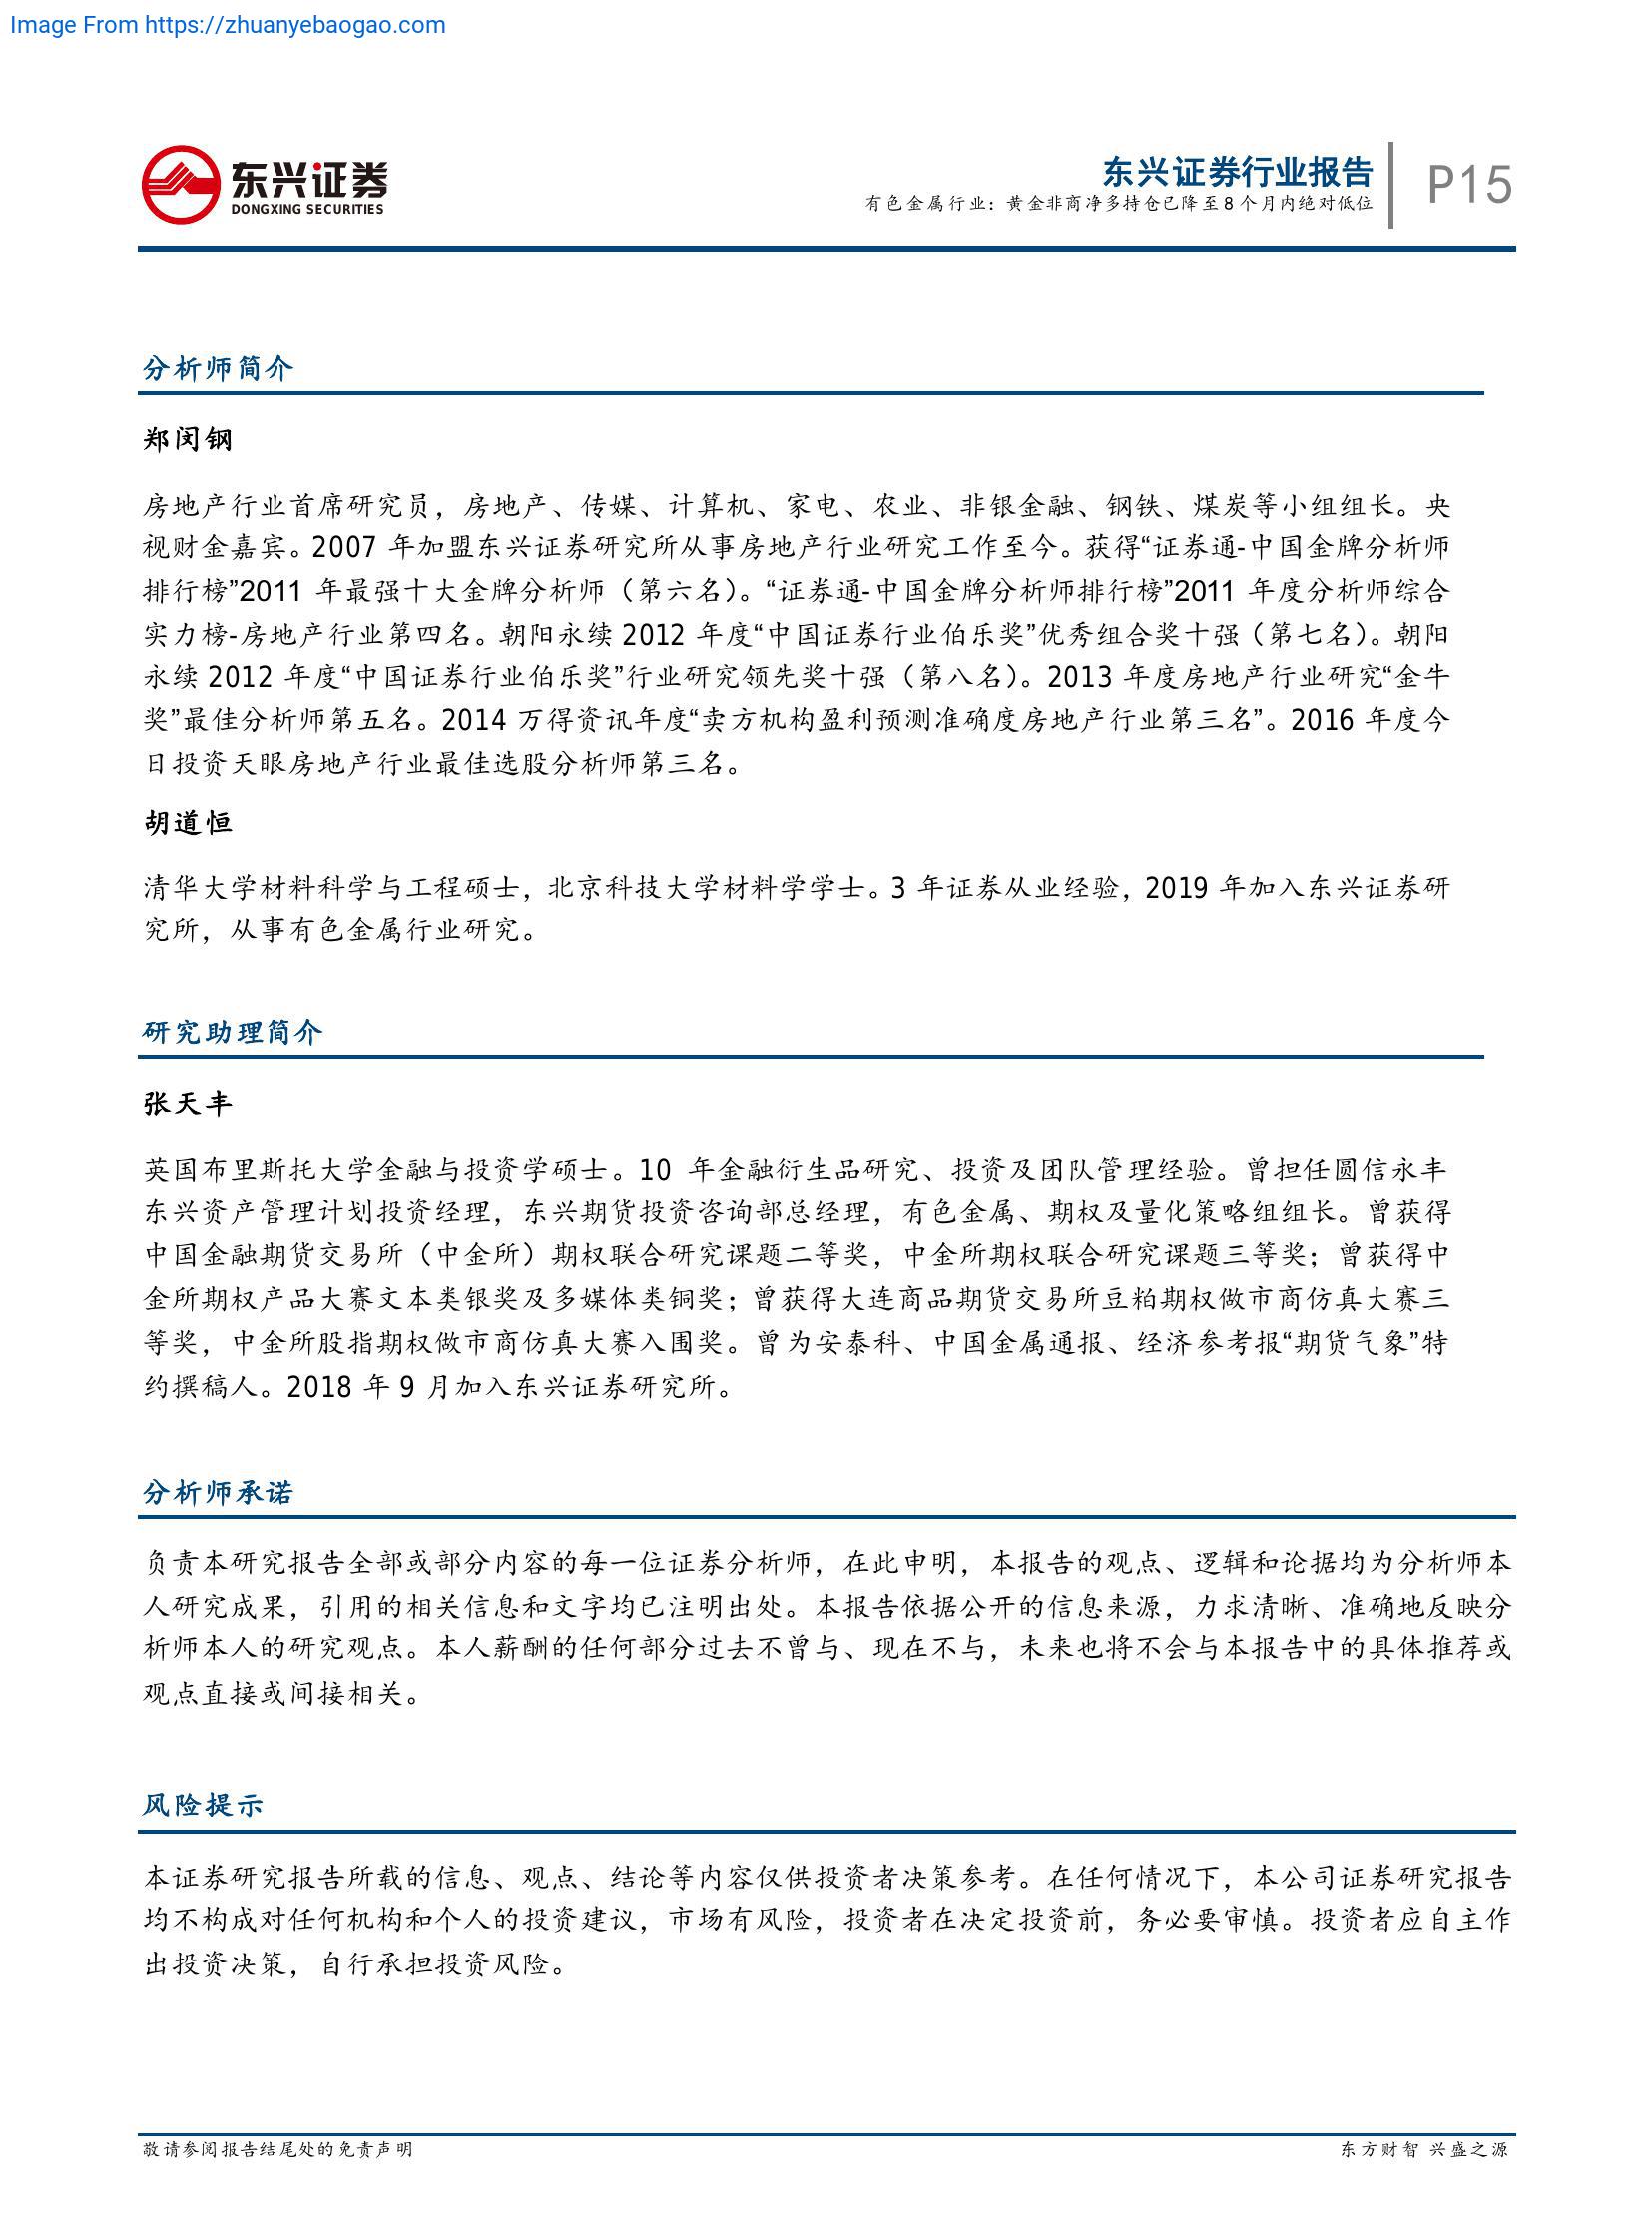 Image From https://zhuanyebaogao.com
东兴证券
DONGXING SECURITIES
东兴证券行业报告
有色金属行业：黄金非商净多持仓已降至8个月内绝对低位
P15
分析师简介
郑闵钢
房地产行业首席研究员，房地产、传媒、计算机、家电、农业、非银金融、钢铁、煤炭等小组组长。央
视财金嘉宾。2007 年加盟东兴证券研究所从事房地产行业研究工作至今。获得“证券通-中国金牌分析师
排行榜”2011 年最强十大金牌分析师（第六名）。“证券通-中国金牌分析师排行榜”2011 年度分析师综合
实力榜-房地产行业第四名。朝阳永续 2012 年度“中国证券行业伯乐奖”优秀组合奖十强（第七名）。朝阳
永续 2012 年度“中国证券行业伯乐奖”行业研究领先奖十强（第八名）。2013 年度房地产行业研究“金牛
奖”最佳分析师第五名。2014 万得资讯年度“卖方机构盈利预测准确度房地产行业第三名”。2016 年度今
日投资天眼房地产行业最佳选股分析师第三名。
胡道恒
清华大学材料科学与工程硕士，北京科技大学材料学学士。3 年证券从业经验，2019 年加入东兴证券研
究所，从事有色金属行业研究。
研究助理简介
张天丰
英国布里斯托大学金融与投资学硕士。10 年金融衍生品研究、投资及团队管理经验。曾担任圆信永丰
东兴资产管理计划投资经理，东兴期货投资咨询部总经理，有色金属、期权及量化策略组组长。曾获得
中国金融期货交易所（中金所）期权联合研究课题二等奖，中金所期权联合研究课题三等奖；曾获得中
金所期权产品大赛文本类银奖及多媒体类铜奖；曾获得大连商品期货交易所豆粕期权做市商仿真大赛三
等奖，中金所股指期权做市商仿真大赛入围奖。曾为安泰科、中国金属通报、经济参考报“期货气象”特
约撰稿人。2018 年 9 月加入东兴证券研究所。
分析师承诺
负责本研究报告全部或部分内容的每一位证券分析师，在此申明，本报告的观点、逻辑和论据均为分析师本
人研究成果，引用的相关信息和文字均已注明出处。本报告依据公开的信息来源，力求清晰、准确地反映分
析师本人的研究观点。本人薪酬的任何部分过去不曾与、现在不与，未来也将不会与本报告中的具体推荐或
观点直接或间接相关。
风险提示
本证券研究报告所载的信息、观点、结论等内容仅供投资者决策参考。在任何情况下，本公司证券研究报告
均不构成对任何机构和个人的投资建议，市场有风险，投资者在决定投资前，务必要审慎。投资者应自主作
出投资决策，自行承担投资风险。
敬请参阅报告结尾处的免责声明
东方财智 兴盛之源